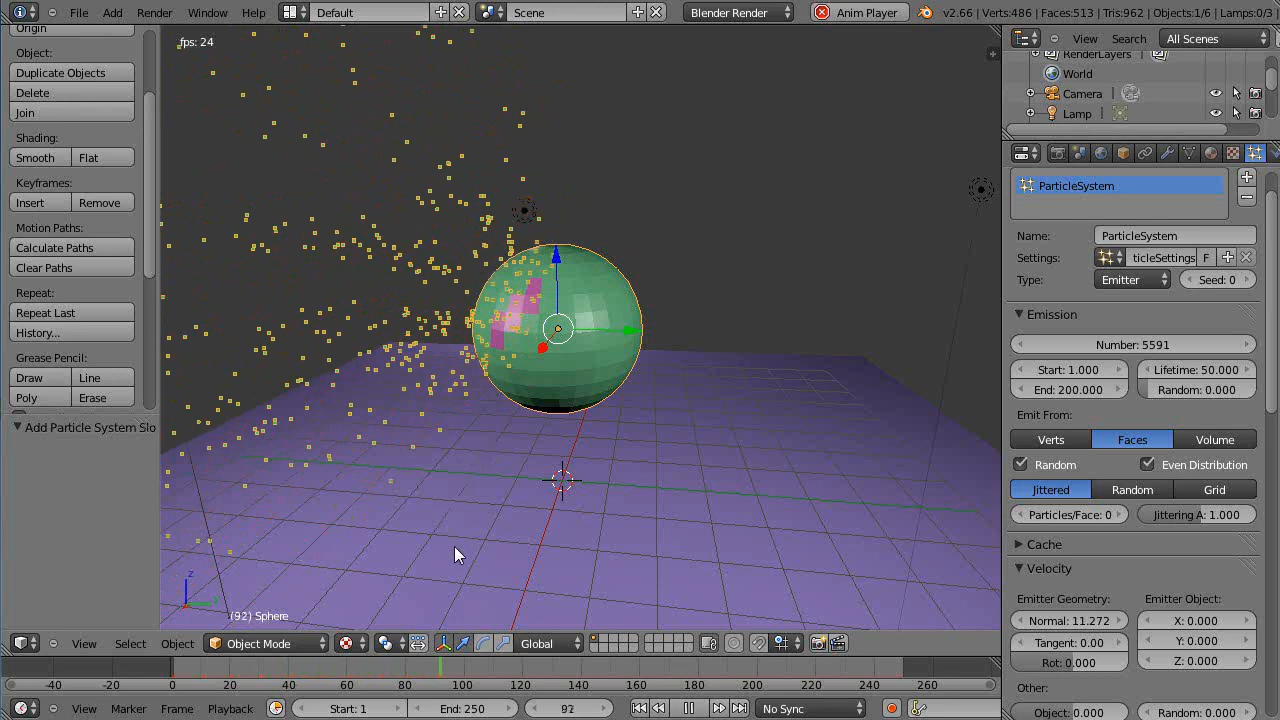 File Add Render Window Help Default Scene Blender Render Anim Player v2.66 | Verts:486 | Faces:513 | Tris:962 | Objects:1/6 | Lamps:0/3 |
Origin
Object:
Duplicate Objects
Delete
Join
Shading:
Smooth Flat
Keyframes:
Insert Remove
Motion Paths:
Calculate Paths
Clear Paths
Repeat:
Repeat Last
History...
Grease Pencil:
Draw Line
Poly Erase
Add Particle System Slo
fps: 24
(92) Sphere
z
View Select Object Object Mode Global
-40 -20 0 20 40 60 80 100 120 140 160 180 200 220 240 260
View Marker Frame Playback Start: 1 End: 250 92 No Sync
View Search All Scenes
RenderLayers
World
Camera
Lamp
ParticleSystem
Name: ParticleSystem
Settings: ticleSettings F
Type: Emitter Seed: 0
Emission
Number: 5591
Start: 1.000 Lifetime: 50.000
End: 200.000 Random: 0.000
Emit From:
Verts Faces Volume
Random Even Distribution
Jittered Random Grid
Particles/Face: 0 Jittering A: 1.000
Cache
Velocity
Emitter Geometry: Emitter Object:
Normal: 11.272 X: 0.000
Tangent: 0.00 Y: 0.000
Rot: 0.000 Z: 0.000
Other:
Object: 0.000 Random: 0.000